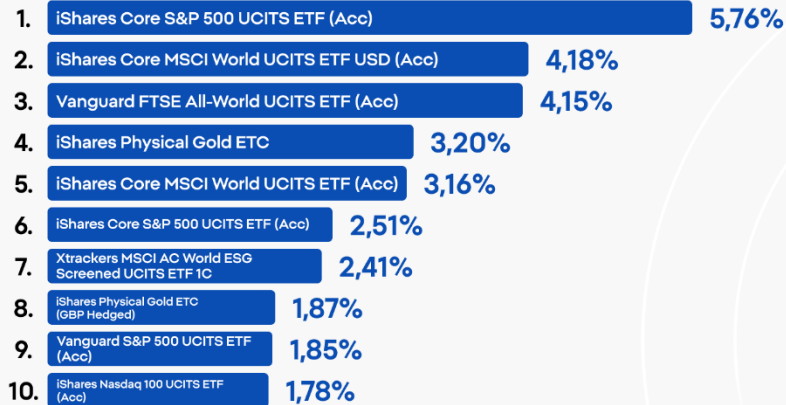 1. iShares Core S&P 500 UCITS ETF (Acc) 5,76%
2. iShares Core MSCI World UCITS ETF USD (Acc) 4,18%
3. Vanguard FTSE All-World UCITS ETF (Acc) 4,15%
4. iShares Physical Gold ETC 3,20%
5. iShares Core MSCI World UCITS ETF (Acc) 3,16%
6. iShares Core S&P 500 UCITS ETF (Acc) 2,51%
7. Xtrackers MSCI AC World ESG
Screened UCITS ETF 1C 2,41%
8. iShares Physical Gold ETC
(GBP Hedged) 1,87%
9. Vanguard S&P 500 UCITS ETF
(Acc) 1,85%
10. iShares Nasdaq 100 UCITS ETF
(Acc) 1,78%